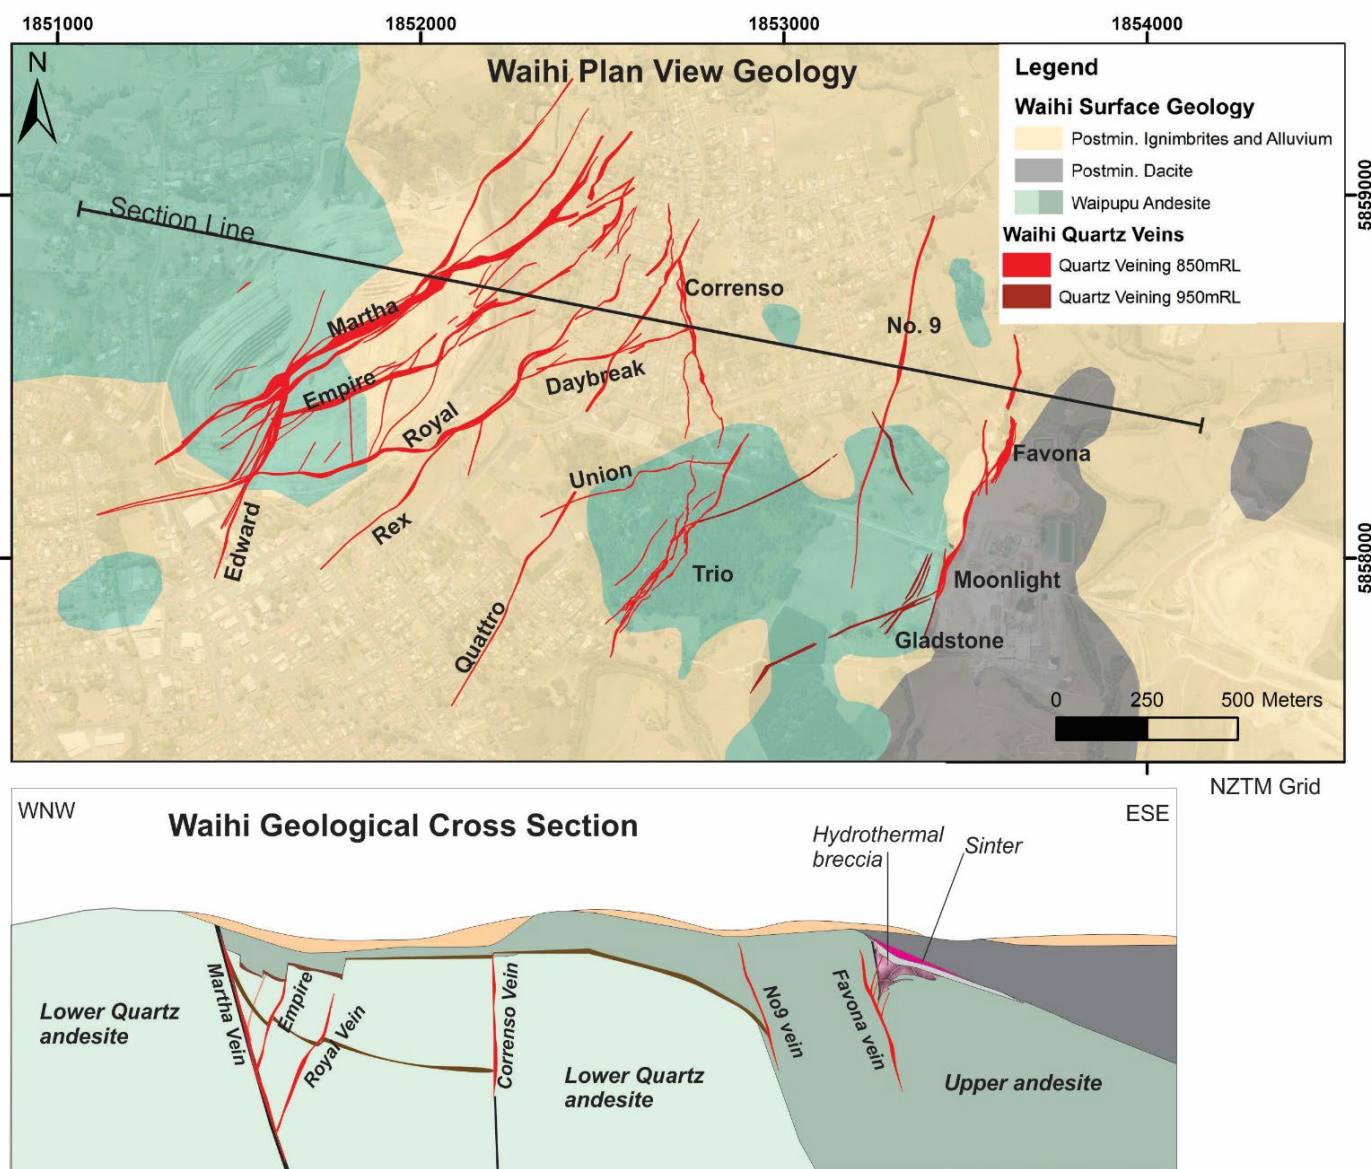 1851000
1852000
1853000
1854000
N
Waihi Plan View Geology
Legend
Waihi Surface Geology
Postmin. Ignimbrites and Alluvium
Postmin. Dacite
Waipupu Andesite
Waihi Quartz Veins
Quartz Veining 850mRL
Quartz Veining 950mRL
5859000
Section Line
Correnso
Martha
No. 9
Empire
Daybreak
Royal
Favona
Union
Rex
Edward
5858000
Trio
Moonlight
Quattro
Gladstone
0 250 500 Meters
NZTM Grid
WNW
ESE
Waihi Geological Cross Section
Hydrothermal
breccia
Sinter
Martha Vein
Empire
Royal Vein
Correnso Vein
No9 vein
Favona vein
Lower Quartz
andesite
Lower Quartz
andesite
Upper andesite